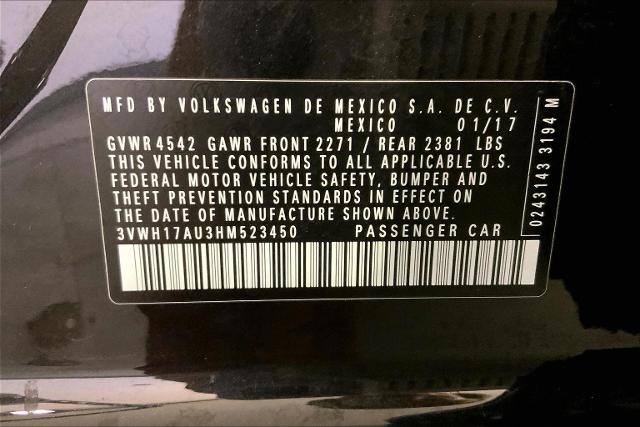 MFD BY VOLKSWAGEN DE MEXICO S.A. DE C.V.
MEXICO 01/17
GVWR 4542 GAWR FRONT 2271 / REAR 2381 LBS
THIS VEHICLE CONFORMS TO ALL APPLICABLE U.S.
FEDERAL MOTOR VEHICLE SAFETY, BUMPER AND
THEFT PREVENTION STANDARDS IN EFFECT ON
THE DATE OF MANUFACTURE SHOWN ABOVE.
3VWH17AU3HM523450 PASSENGER CAR
0243143 3194 M